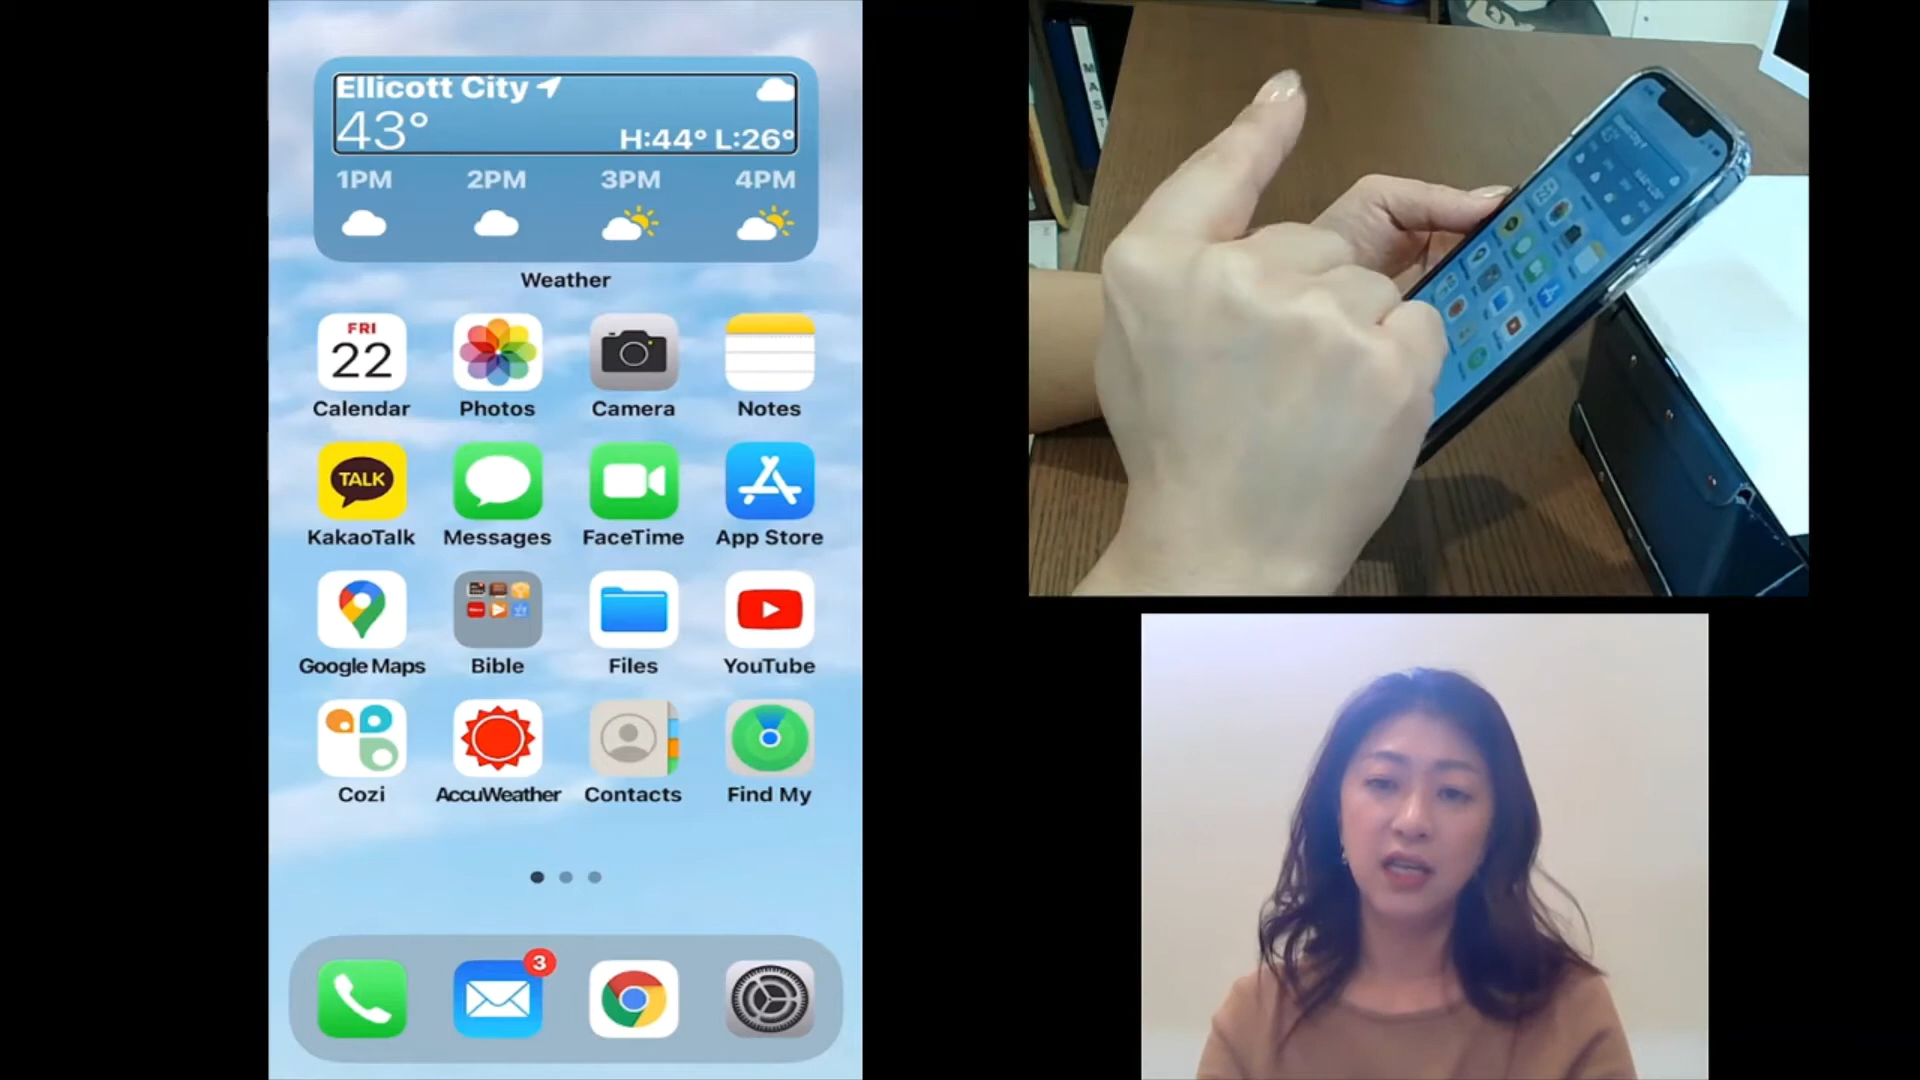 Ellicott City
43°
H:44° L:26°
1PM 2PM 3PM 4PM
Weather
FRI
22
Calendar Photos Camera Notes
TALK
KakaoTalk Messages FaceTime App Store
Google Maps Bible Files YouTube
Cozi AccuWeather Contacts Find My
3
MAST